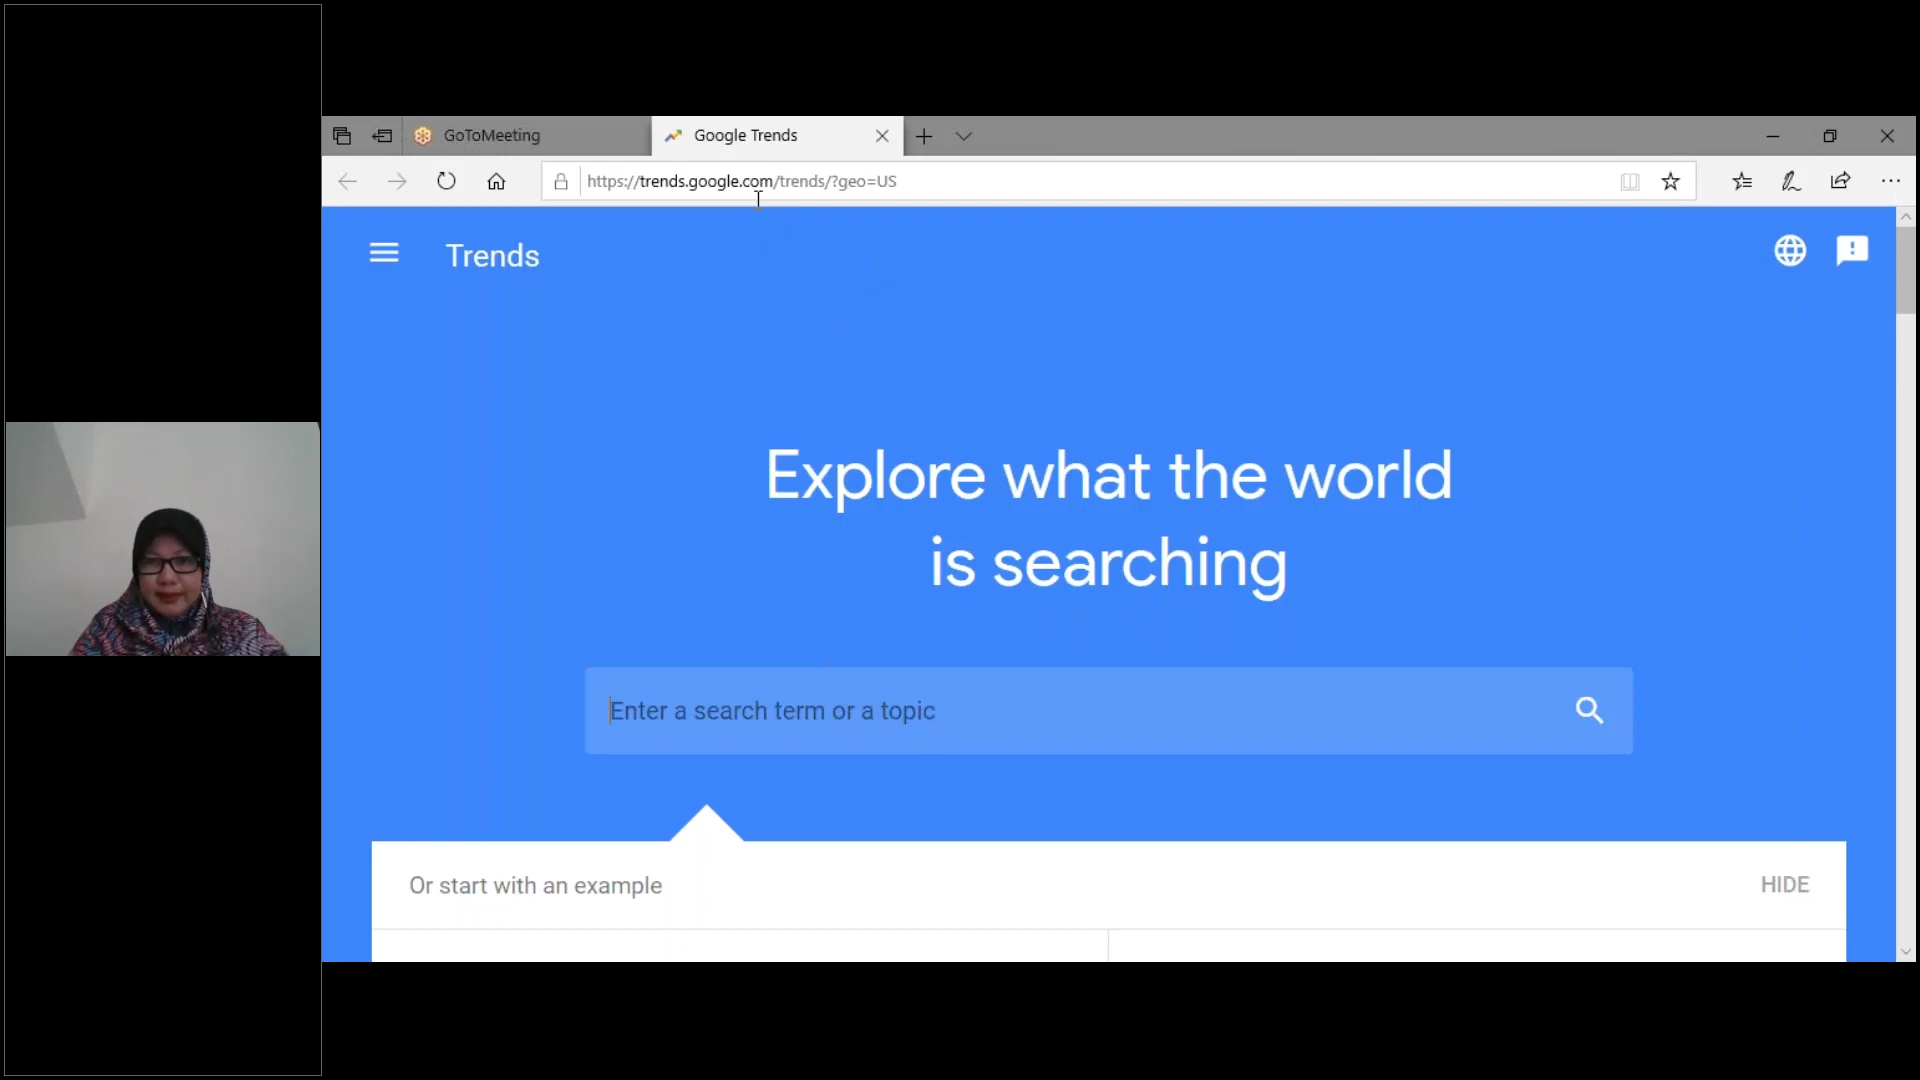 GoToMeeting
Google Trends
https://trends.google.com/trends/?geo=US
Trends
Explore what the world
is searching
Enter a search term or a topic
Or start with an example
HIDE